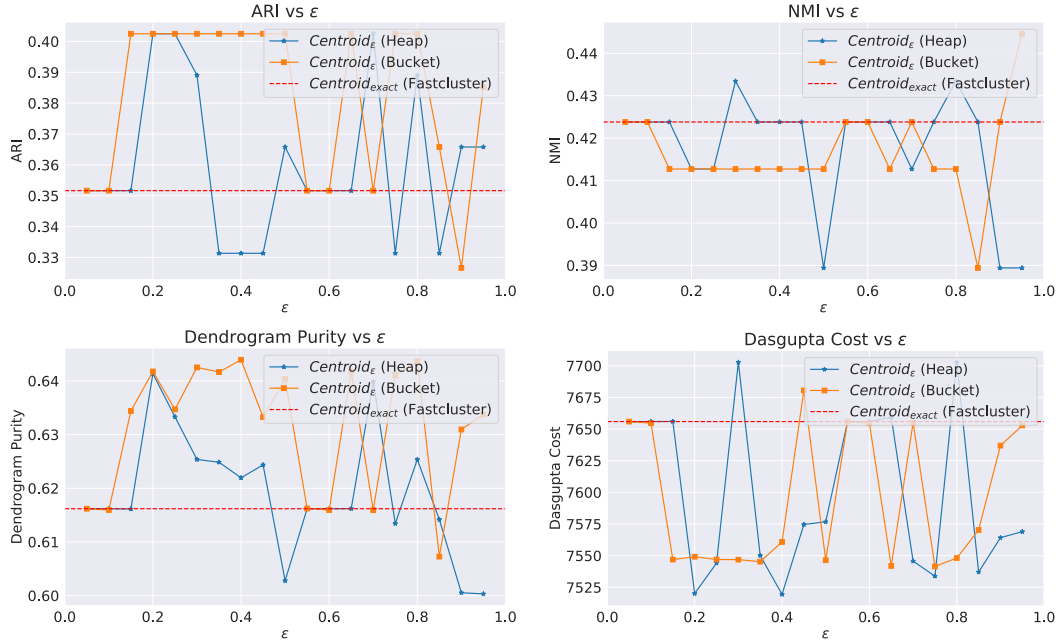 ARI vs ε
0.40
0.39
0.38
0.37
0.36
0.35
0.34
0.33
ARI
Centroidε (Heap)
Centroidε (Bucket)
Centroidexact (Fastcluster)
0.0 0.2 0.4 0.6 0.8 1.0
ε
NMI vs ε
0.44
0.43
0.42
0.41
0.40
0.39
NMI
Centroidε (Heap)
Centroidε (Bucket)
Centroidexact (Fastcluster)
0.0 0.2 0.4 0.6 0.8 1.0
ε
Dendrogram Purity vs ε
0.64
0.63
0.62
0.61
0.60
Dendrogram Purity
Centroidε (Heap)
Centroidε (Bucket)
Centroidexact (Fastcluster)
0.0 0.2 0.4 0.6 0.8 1.0
ε
Dasgupta Cost vs ε
7700
7675
7650
7625
7600
7575
7550
7525
Dasgupta Cost
Centroidε (Heap)
Centroidε (Bucket)
Centroidexact (Fastcluster)
0.0 0.2 0.4 0.6 0.8 1.0
ε